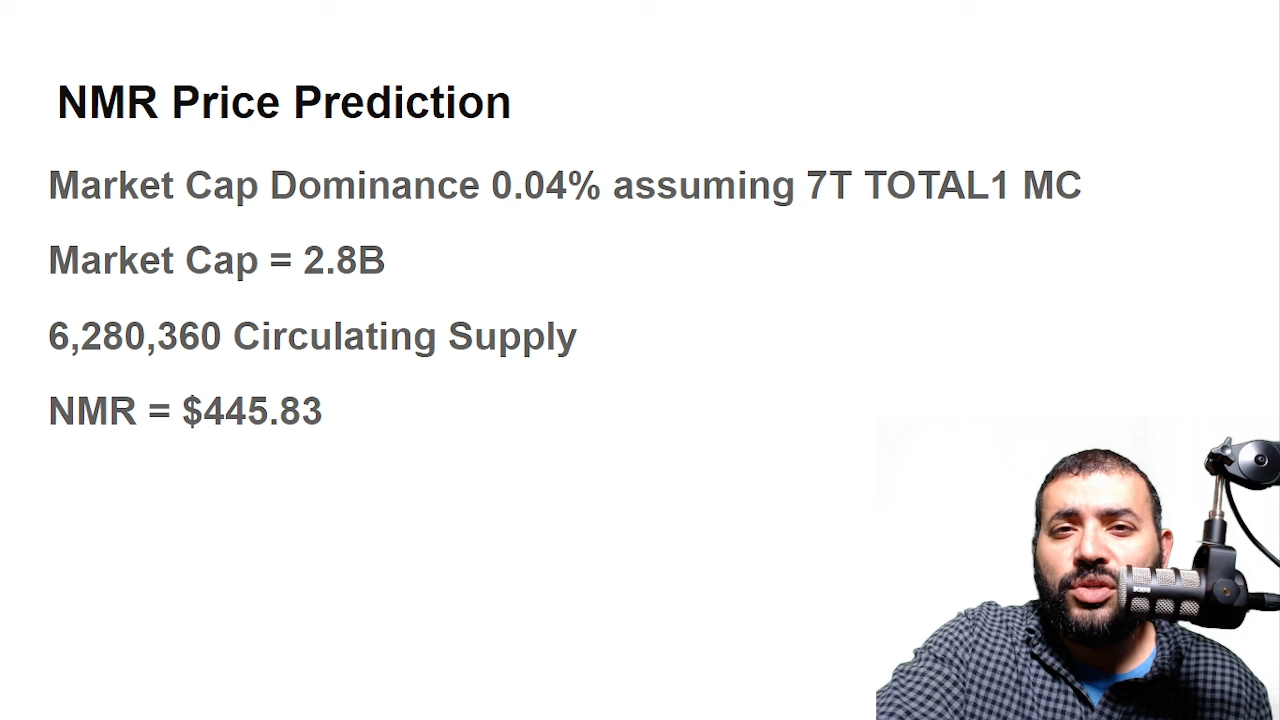 NMR Price Prediction
Market Cap Dominance 0.04% assuming 7T TOTAL1 MC
Market Cap = 2.8B
6,280,360 Circulating Supply
NMR = $445.83
RØDE